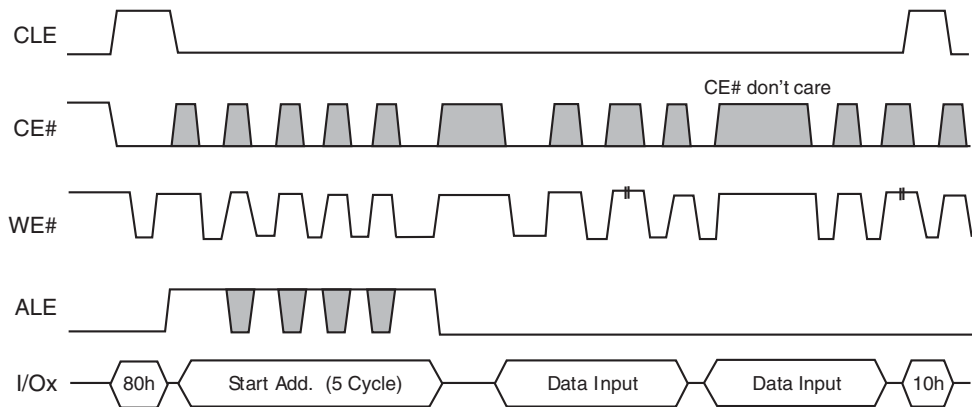 CLE
CE# don't care
CE#
WE#
ALE
I/Ox
80h
Start Add. (5 Cycle)
Data Input
Data Input
10h